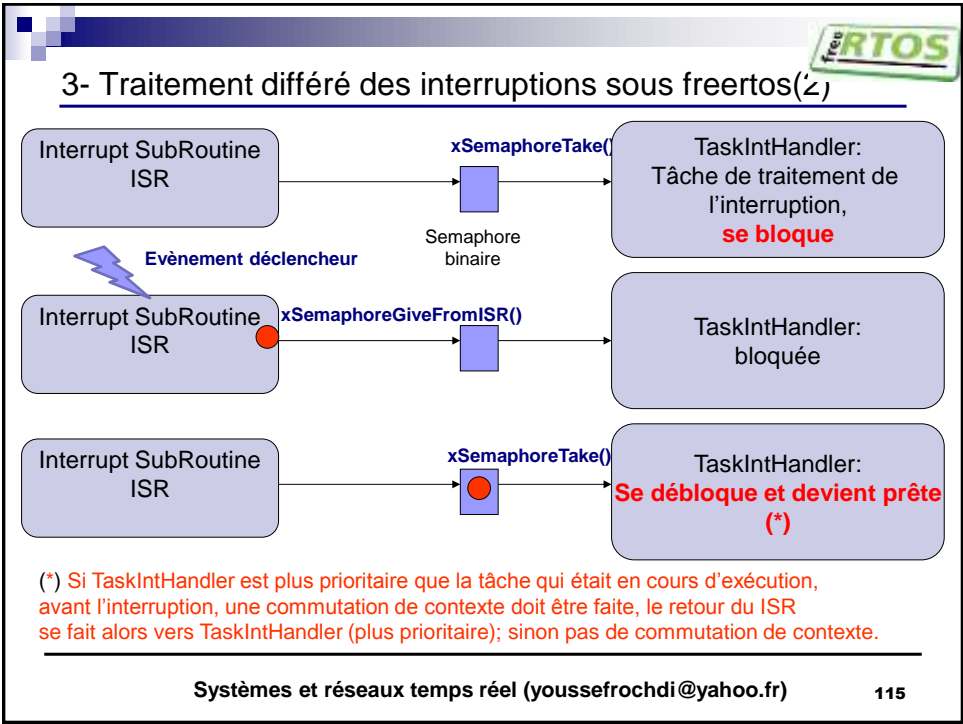 free RTOS
3- Traitement différé des interruptions sous freertos(2)
Interrupt SubRoutine
ISR
xSemaphoreTake()
Semaphore
binaire
TaskIntHandler:
Tâche de traitement de
l'interruption,
se bloque
Evènement déclencheur
Interrupt SubRoutine
ISR
xSemaphoreGiveFromISR()
TaskIntHandler:
bloquée
Interrupt SubRoutine
ISR
xSemaphoreTake()
TaskIntHandler:
Se débloque et devient prête
(*)
(*) Si TaskIntHandler est plus prioritaire que la tâche qui était en cours d'exécution,
avant l'interruption, une commutation de contexte doit être faite, le retour du ISR
se fait alors vers TaskIntHandler (plus prioritaire); sinon pas de commutation de contexte.
Systèmes et réseaux temps réel (youssefrochdi@yahoo.fr)
115